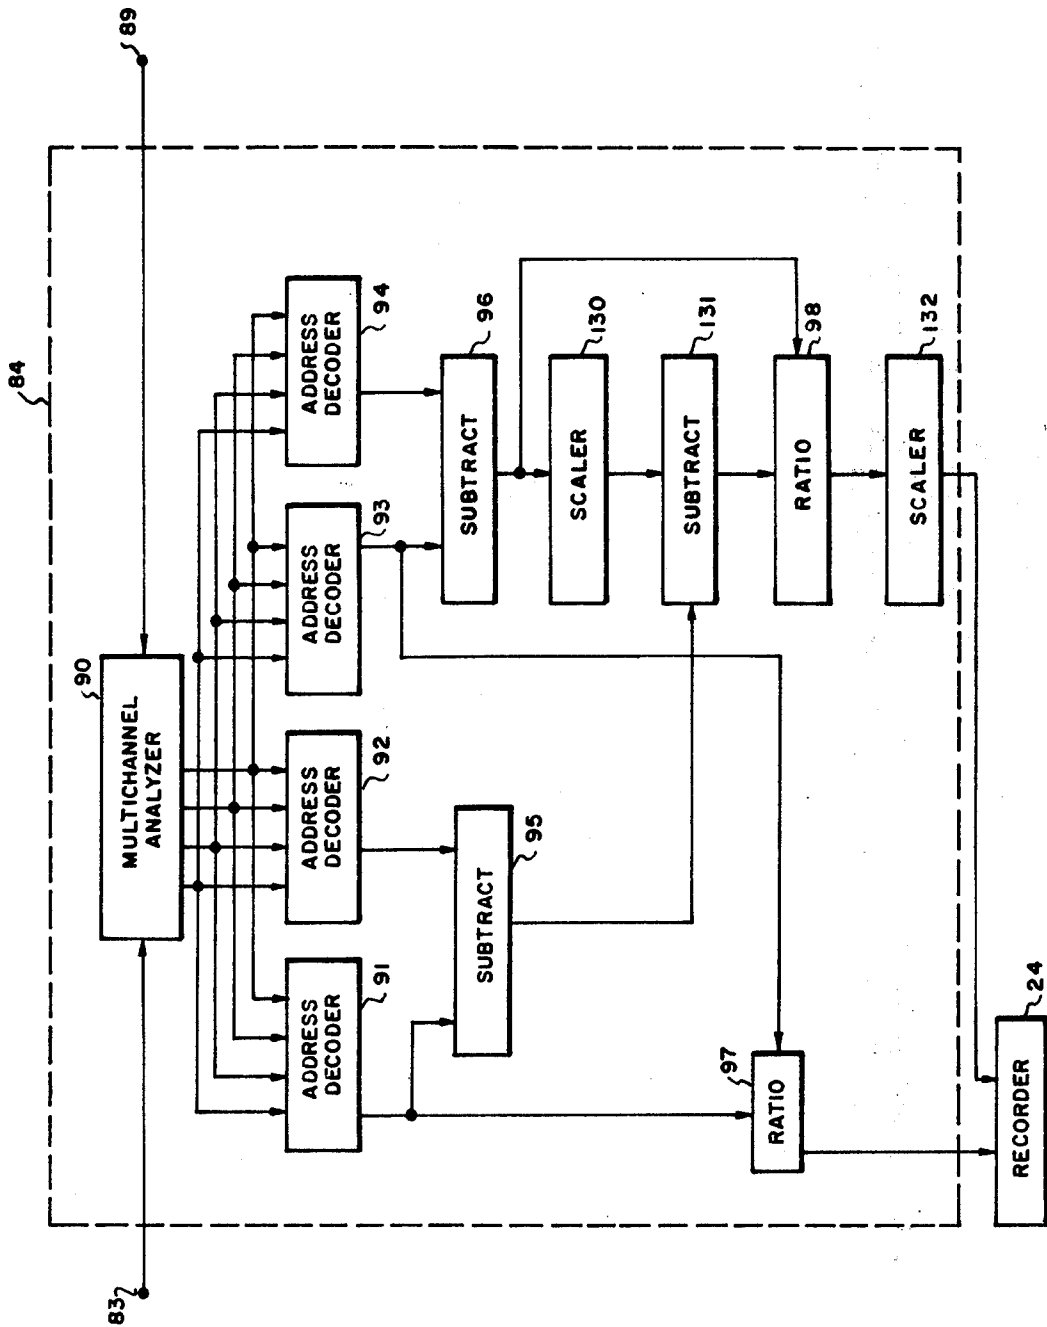 84
83
89
90
MULTICHANNEL
ANALYZER
ADDRESS
DECODER
91
ADDRESS
DECODER
92
ADDRESS
DECODER
93
ADDRESS
DECODER
94
SUBTRACT
95
SUBTRACT
96
SCALER
130
SUBTRACT
131
RATIO
97
RATIO
98
SCALER
132
RECORDER
24